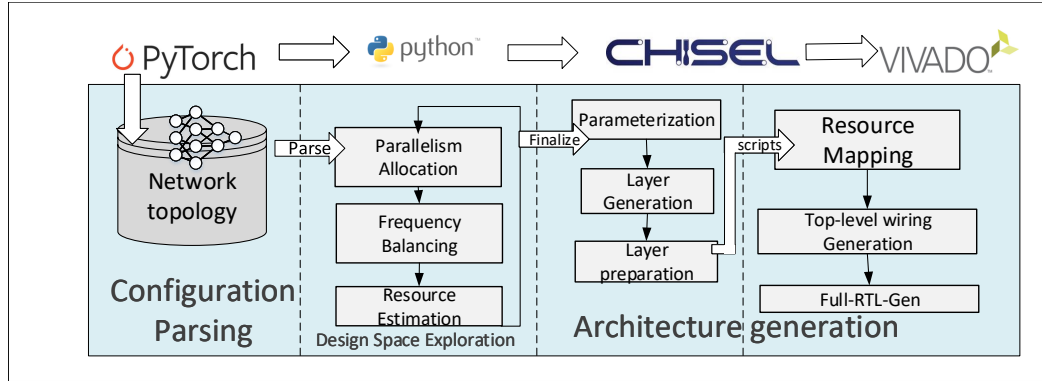 PyTorch
python™
CHISEL
VIVADO™
Network
topology
Configuration
Parsing
Parse
Parallelism
Allocation
Frequency
Balancing
Resource
Estimation
Design Space Exploration
Finalize
Parameterization
Layer
Generation
Layer
preparation
scripts
Resource
Mapping
Top-level wiring
Generation
Full-RTL-Gen
Architecture generation